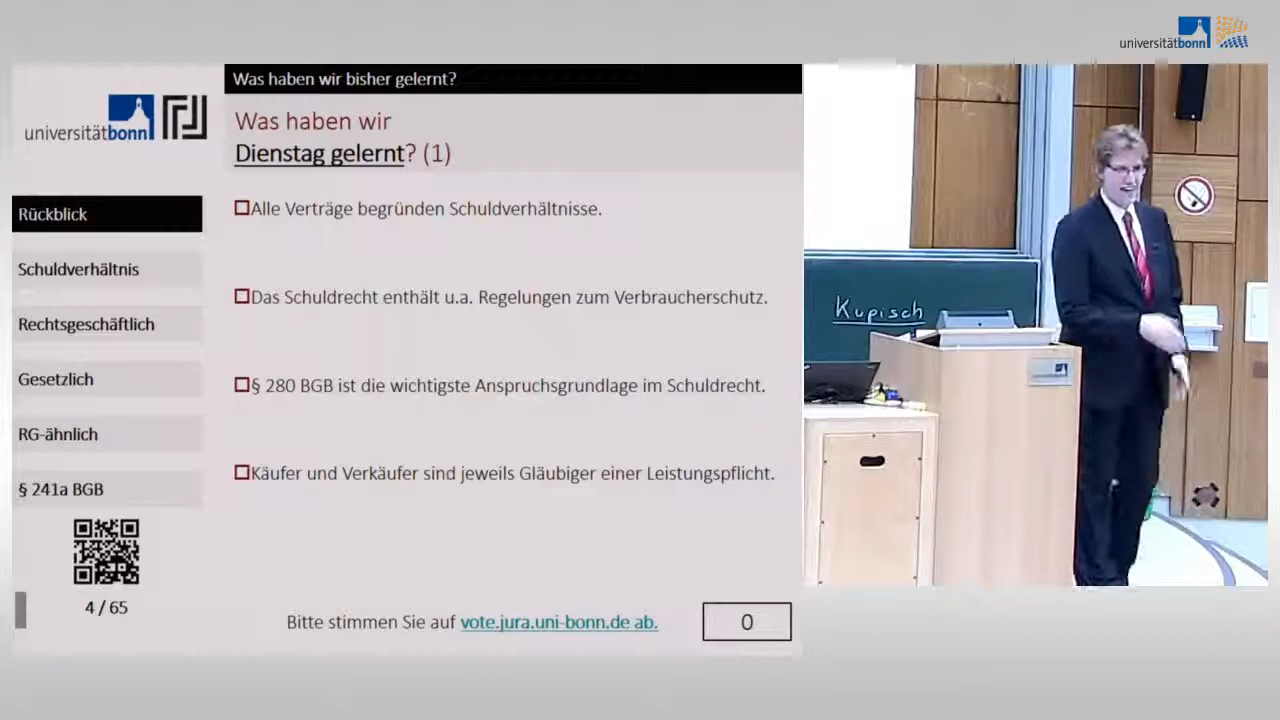 universitätbonn
Was haben wir bisher gelernt?
universitätbonn
Was haben wir
Dienstag gelernt? (1)
Rückblick
Schuldverhältnis
Rechtsgeschäftlich
Gesetzlich
RG-ähnlich
§ 241a BGB
4 / 65
Alle Verträge begründen Schuldverhältnisse.
Das Schuldrecht enthält u.a. Regelungen zum Verbraucherschutz.
§ 280 BGB ist die wichtigste Anspruchsgrundlage im Schuldrecht.
Käufer und Verkäufer sind jeweils Gläubiger einer Leistungspflicht.
Bitte stimmen Sie auf vote.jura.uni-bonn.de ab.
0
Kupisch